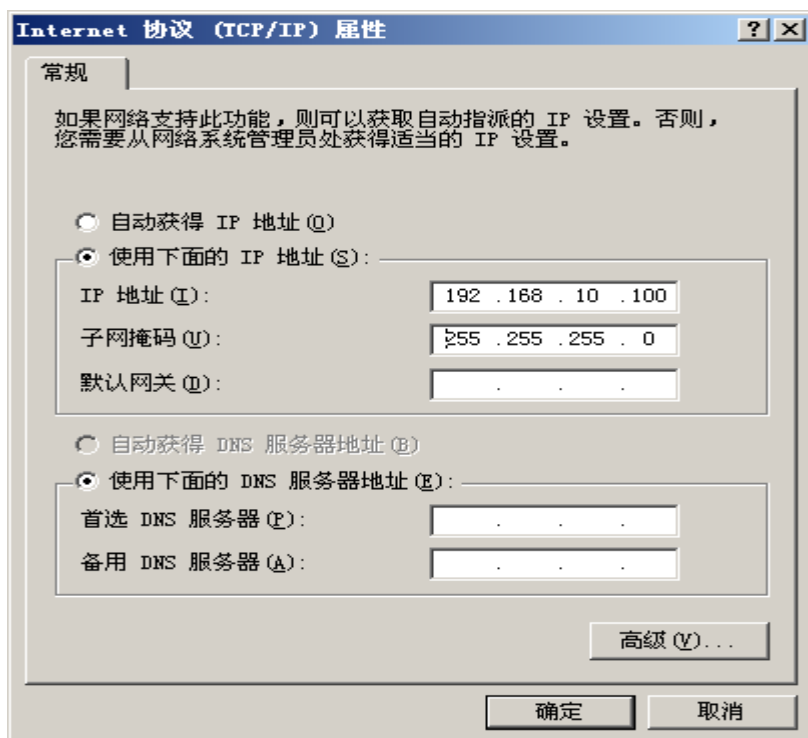 Internet 协议 (TCP/IP) 属性
常规
如果网络支持此功能，则可以获取自动指派的 IP 设置。否则，
您需要从网络系统管理员处获得适当的 IP 设置。
自动获得 IP 地址(O)
使用下面的 IP 地址(S):
IP 地址(I): 192 .168 . 10 .100
子网掩码(U): 255 .255 .255 . 0
默认网关(D): . . .
自动获得 DNS 服务器地址(B)
使用下面的 DNS 服务器地址(E):
首选 DNS 服务器(P): . . .
备用 DNS 服务器(A): . . .
高级(V)...
确定 取消